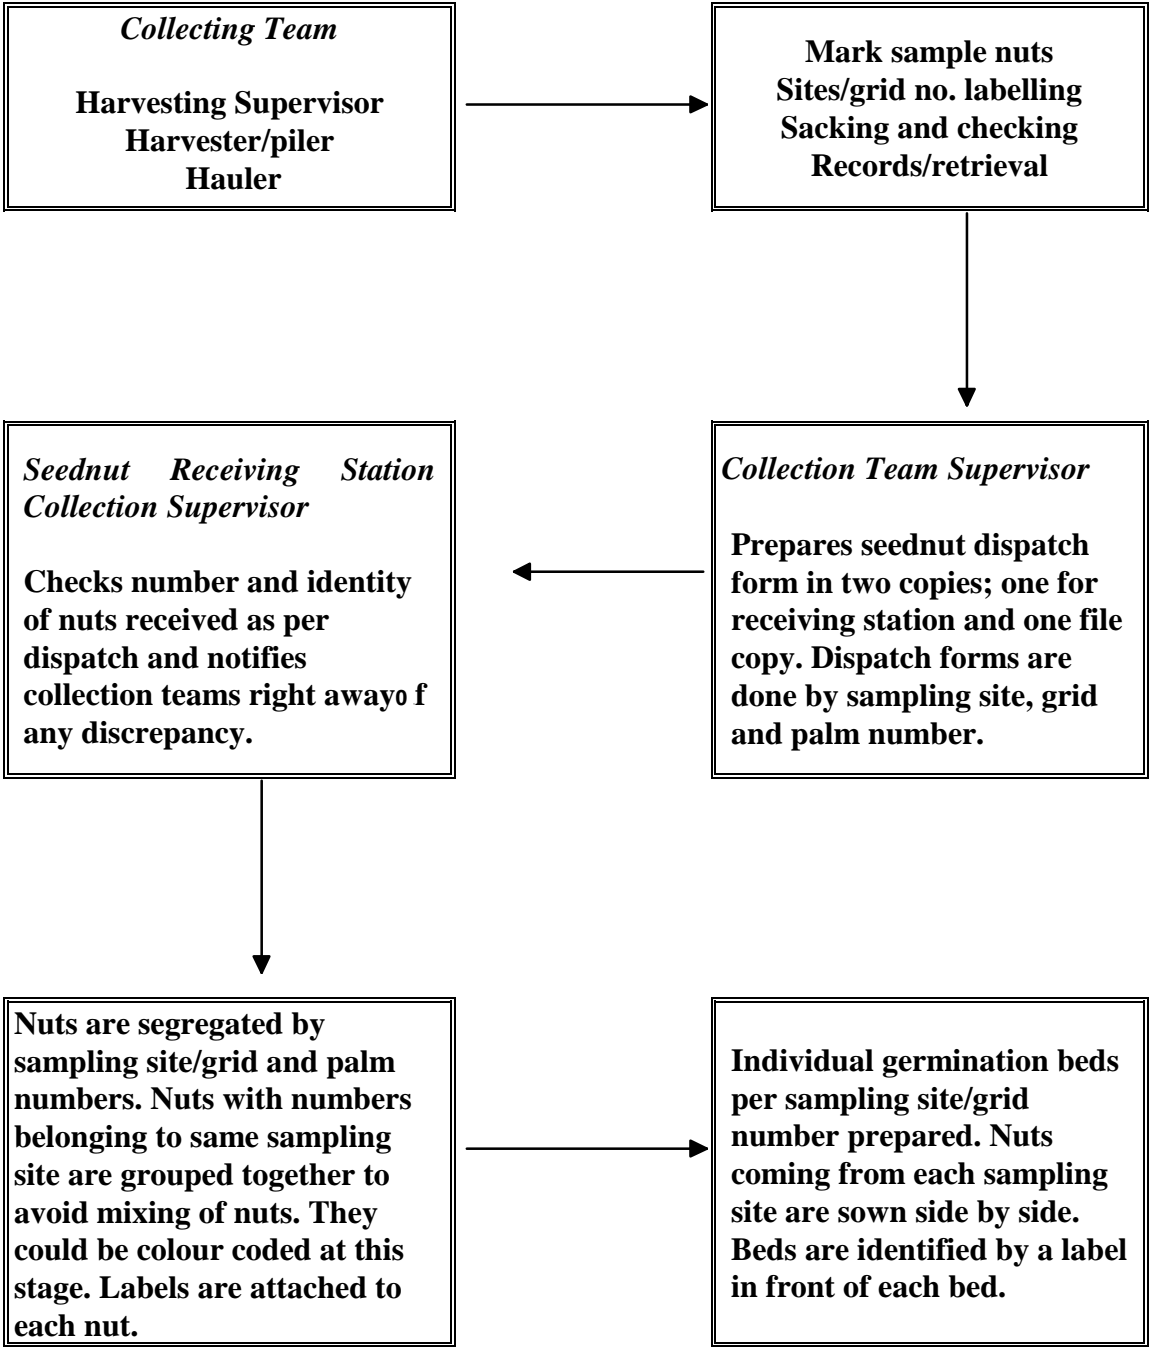 Collecting Team
Harvesting Supervisor
Harvester/piler
Hauler
Mark sample nuts
Sites/grid no. labelling
Sacking and checking
Records/retrieval
Collection Team Supervisor
Prepares seednut dispatch
form in two copies; one for
receiving station and one file
copy. Dispatch forms are
done by sampling site, grid
and palm number.
Seednut Receiving Station
Collection Supervisor
Checks number and identity
of nuts received as per
dispatch and notifies
collection teams right away0 f
any discrepancy.
Nuts are segregated by
sampling site/grid and palm
numbers. Nuts with numbers
belonging to same sampling
site are grouped together to
avoid mixing of nuts. They
could be colour coded at this
stage. Labels are attached to
each nut.
Individual germination beds
per sampling site/grid
number prepared. Nuts
coming from each sampling
site are sown side by side.
Beds are identified by a label
in front of each bed.